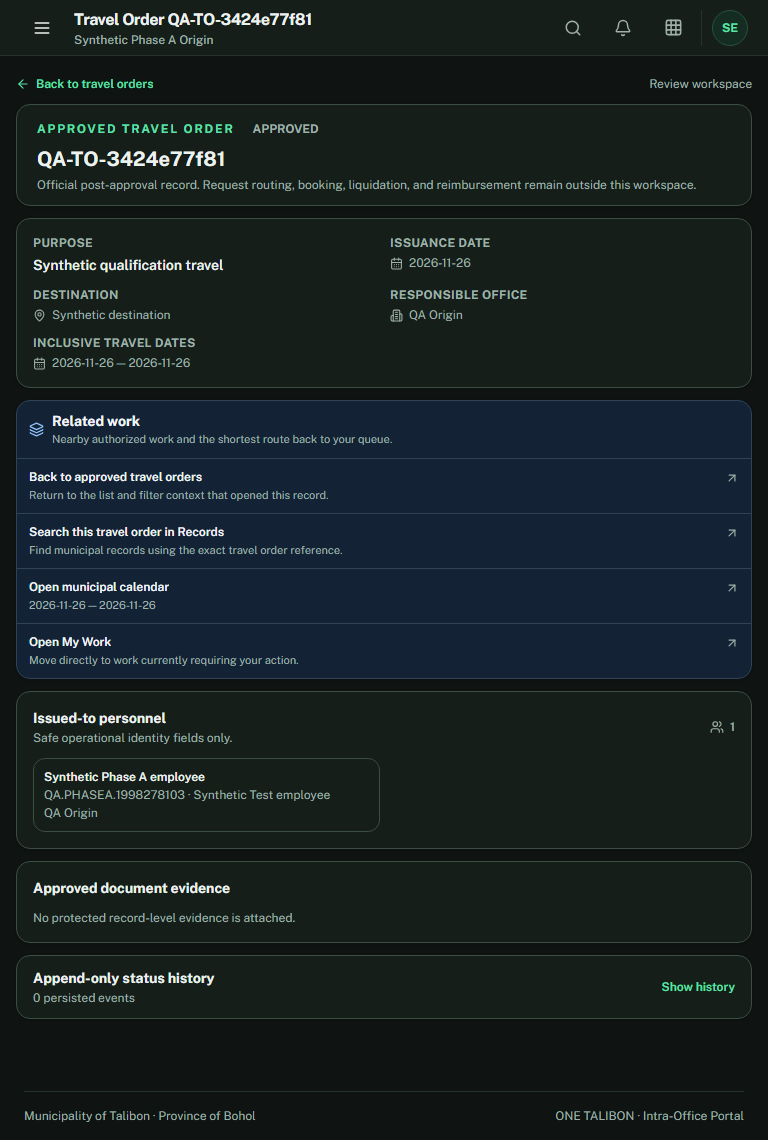 Travel Order QA-TO-3424e77f81
Synthetic Phase A Origin
SE
Back to travel orders
Review workspace
APPROVED TRAVEL ORDER APPROVED
QA-TO-3424e77f81
Official post-approval record. Request routing, booking, liquidation, and reimbursement remain outside this workspace.
PURPOSE
Synthetic qualification travel
ISSUANCE DATE
2026-11-26
DESTINATION
Synthetic destination
RESPONSIBLE OFFICE
QA Origin
INCLUSIVE TRAVEL DATES
2026-11-26 — 2026-11-26
Related work
Nearby authorized work and the shortest route back to your queue.
Back to approved travel orders
Return to the list and filter context that opened this record.
Search this travel order in Records
Find municipal records using the exact travel order reference.
Open municipal calendar
2026-11-26 — 2026-11-26
Open My Work
Move directly to work currently requiring your action.
Issued-to personnel
Safe operational identity fields only.
1
Synthetic Phase A employee
QA.PHASEA.1998278103 · Synthetic Test employee
QA Origin
Approved document evidence
No protected record-level evidence is attached.
Append-only status history
0 persisted events
Show history
Municipality of Talibon · Province of Bohol
ONE TALIBON · Intra-Office Portal